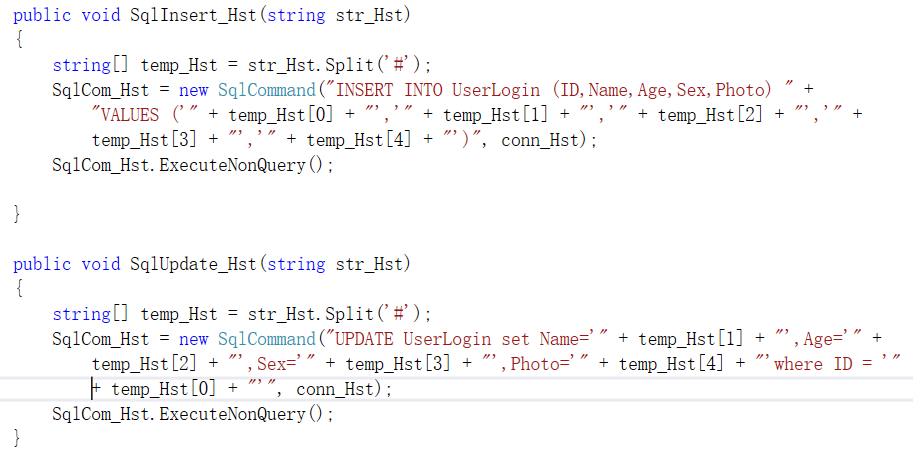 public void SqlInsert_Hst(string str_Hst)
{
    string[] temp_Hst = str_Hst.Split('#');
    SqlCom_Hst = new SqlCommand("INSERT INTO UserLogin (ID,Name,Age,Sex,Photo) " +
        "VALUES ('" + temp_Hst[0] + "','" + temp_Hst[1] + "','" + temp_Hst[2] + "','" +
        temp_Hst[3] + "','" + temp_Hst[4] + "')", conn_Hst);
    SqlCom_Hst.ExecuteNonQuery();
}
public void SqlUpdate_Hst(string str_Hst)
{
    string[] temp_Hst = str_Hst.Split('#');
    SqlCom_Hst = new SqlCommand("UPDATE UserLogin set Name='" + temp_Hst[1] + "',Age='" +
        temp_Hst[2] + "',Sex='" + temp_Hst[3] + "',Photo='" + temp_Hst[4] + "'where ID = '"
        + temp_Hst[0] + "'", conn_Hst);
    SqlCom_Hst.ExecuteNonQuery();
}